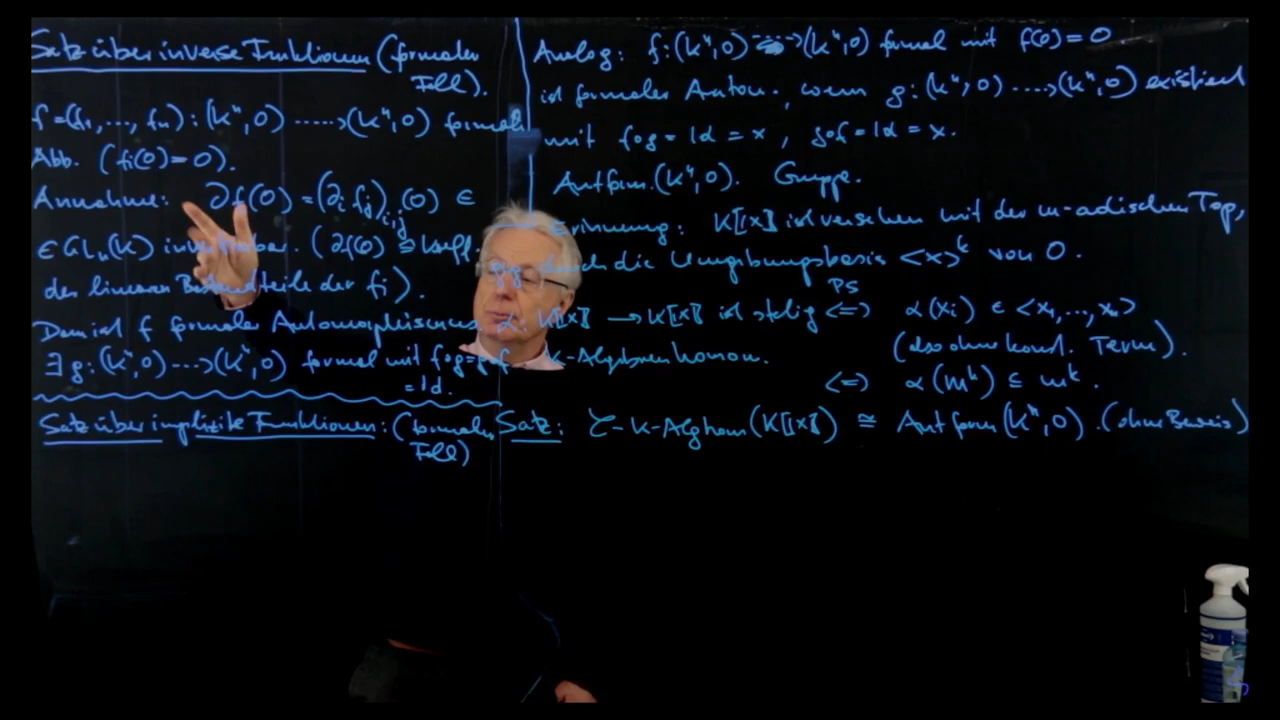 Satz über inverse Funktionen (formaler
Fall).
f=(f₁, ..., fₙ) : (kⁿ,0) ......> (kⁿ,0) formale
Abb. (fᵢ(0)=0).
Annahme: ∂f(0) = (∂ᵢ fⱼ)ᵢ,ⱼ (0) ∈
∈ GLₙ(k) invertierbar. (∂f(0) ≅ Koeff.
der linearen Bestandteile der fᵢ).
Dann ist f formaler Automorphismus
∃ g: (kⁿ,0) ---> (kⁿ,0) formal mit f∘g=g∘f
= Id.
Satz über implizite Funktionen: (formaler
Fall)
Analog: f: (kⁿ,0) ----> (kⁿ,0) formal mit f(0)=0
ist formaler Autom., wenn g: (kⁿ,0) ....> (kⁿ,0) existiert
mit f∘g = Id = x, g∘f = Id = x.
Autform.(kⁿ,0). Gruppe.
Erinnerung: K[[x]] ist versehen mit der m-adischen Top.,
durch die Umgebungsbasis <x>ᵏ von 0.
PS
α: K[[x]] → K[[x]] ist stetig <=> α(xᵢ) ∈ <x₁,...,xₙ>
K-Algebrenhomom. (also ohne konst. Term).
<=> α(mᵏ) ⊆ mᵏ.
Satz: τ-K-Alghom(K[[x]]) ≅ Autform(kⁿ,0). (ohne Beweis)